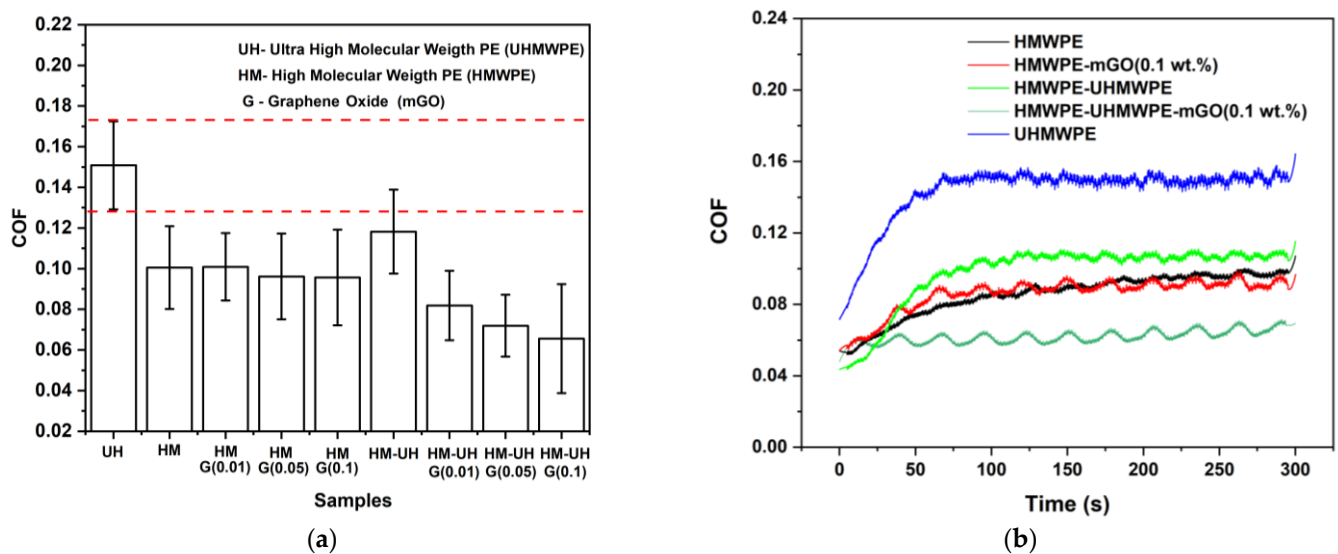 UH- Ultra High Molecular Weigth PE (UHMWPE)
HM- High Molecular Weigth PE (HMWPE)
G - Graphene Oxide (mGO)
0.22
0.20
0.18
0.16
0.14
0.12
0.10
0.08
0.06
0.04
0.02
COF
UH
HM
HM
G(0.01)
HM
G(0.05)
HM
G(0.1)
HM-UH
HM-UH
G(0.01)
HM-UH
G(0.05)
HM-UH
G(0.1)
Samples
(a)
HMWPE
HMWPE-mGO(0.1 wt.%)
HMWPE-UHMWPE
HMWPE-UHMWPE-mGO(0.1 wt.%)
UHMWPE
0.24
0.20
0.16
0.12
0.08
0.04
0.00
COF
0
50
100
150
200
250
300
Time (s)
(b)